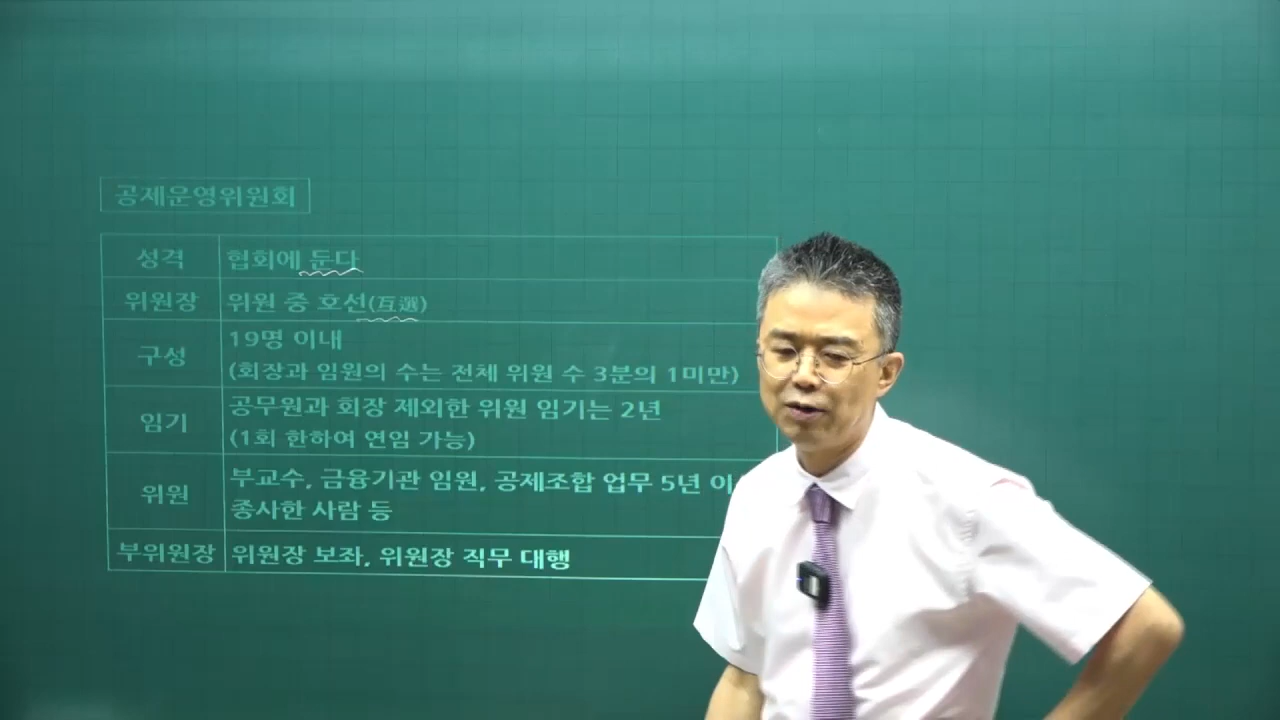 공제운영위원회
성격 협회에 둔다
위원장 위원 중 호선(互選)
구성 19명 이내
(회장과 임원의 수는 전체 위원 수 3분의 1미만)
임기 공무원과 회장 제외한 위원 임기는 2년
(1회 한하여 연임 가능)
위원 부교수, 금융기관 임원, 공제조합 업무 5년
종사한 사람 등
부위원장 위원장 보좌, 위원장 직무 대행